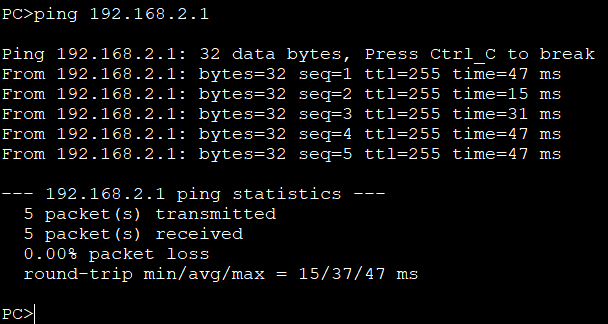 PC>ping 192.168.2.1
Ping 192.168.2.1: 32 data bytes, Press Ctrl_C to break
From 192.168.2.1: bytes=32 seq=1 ttl=255 time=47 ms
From 192.168.2.1: bytes=32 seq=2 ttl=255 time=15 ms
From 192.168.2.1: bytes=32 seq=3 ttl=255 time=31 ms
From 192.168.2.1: bytes=32 seq=4 ttl=255 time=47 ms
From 192.168.2.1: bytes=32 seq=5 ttl=255 time=47 ms
--- 192.168.2.1 ping statistics ---
5 packet(s) transmitted
5 packet(s) received
0.00% packet loss
round-trip min/avg/max = 15/37/47 ms
PC>